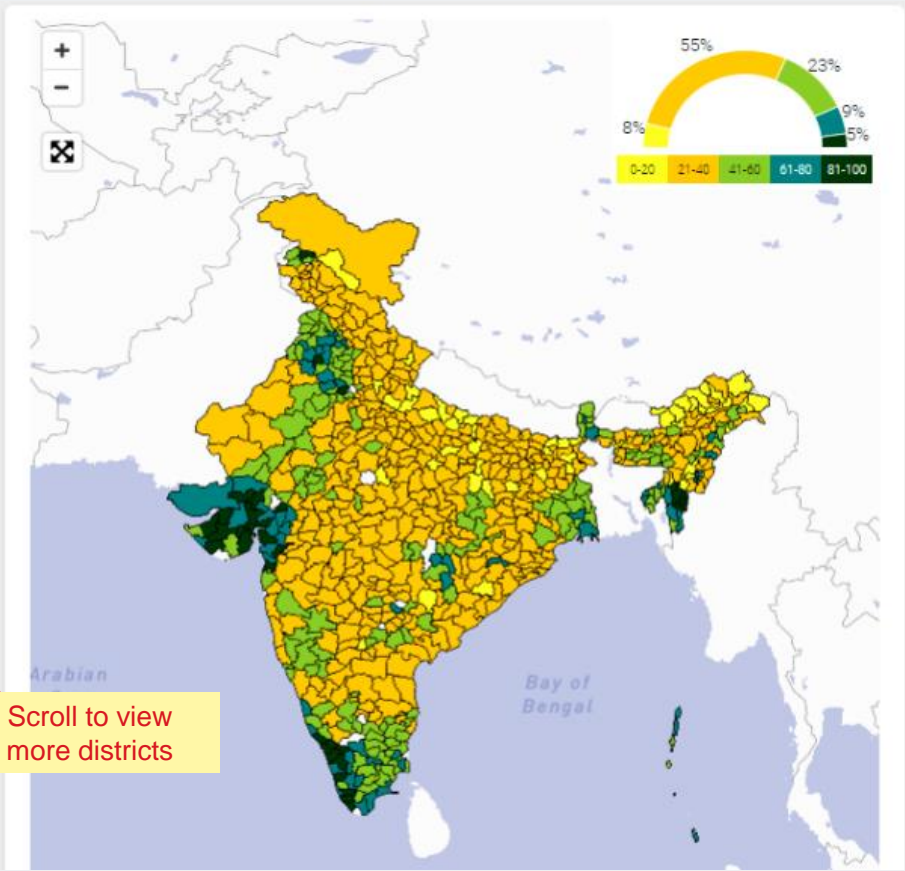 +
−
55%
23%
8%
9%
5%
0-20 21-40 41-60 61-80 81-100
Arabian
Bay of
Bengal
Scroll to view
more districts